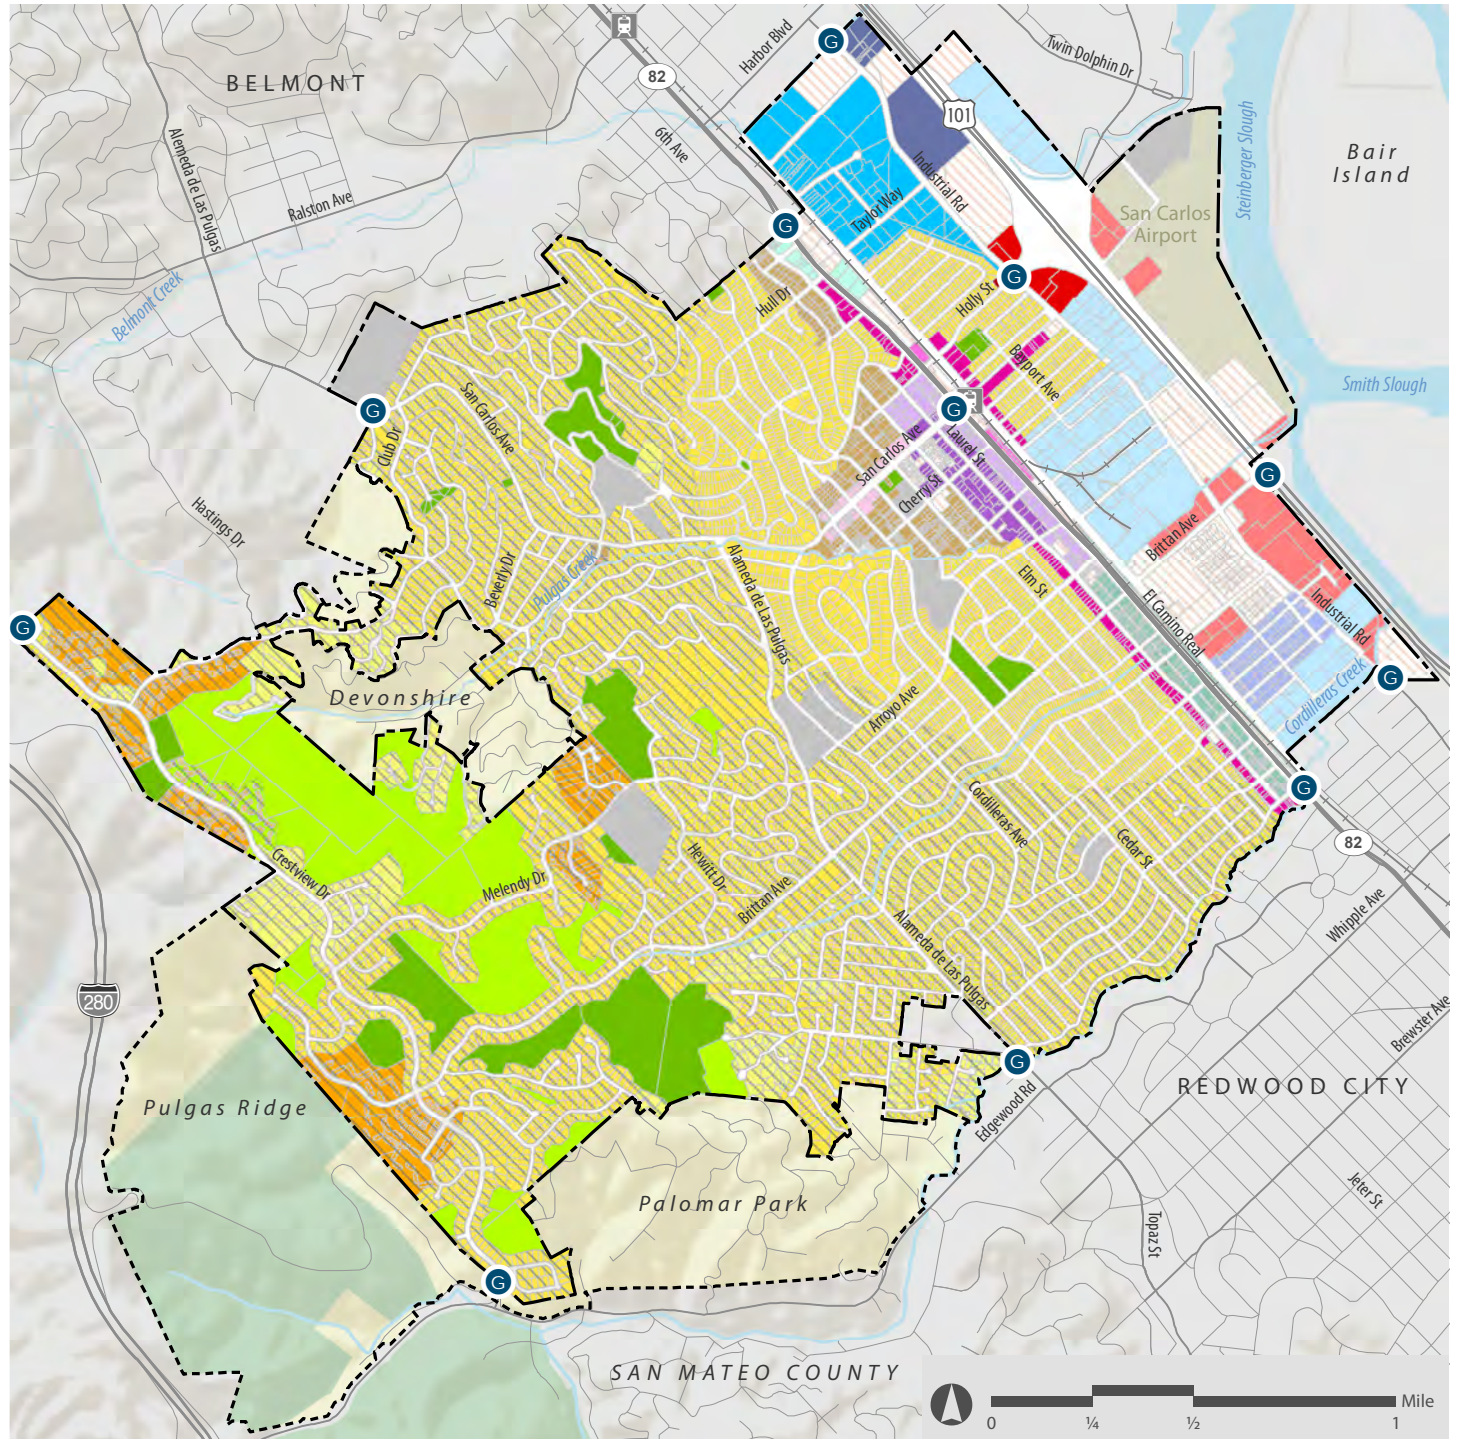 Harbor Blvd
G
Twin Dolphin Dr
82
BELMONT
101
6th Ave
Alemeda de Las Pulgas
Bair
Island
Steinberger Slough
Industrial Rd
Taylor Way
Ralston Ave
San Carlos
Airport
G
G
Belmont Creek
Hull Dr
Holly St
Bayport Ave
Smith Slough
G
G
San Carlos Ave
Club Dr
San Carlos Ave
Laurel St
Cherry St
G
Hastings Dr
Brittan Ave
Beverly Dr
Pulgas Creek
Alameda de Las Pulgas
Elm St
El Camino Real
Industrial Rd
G
G
Devonshire
Arroyo Ave
Cordilleras Creek
G
Cordilleras Ave
Cedar St
82
Crestview Dr
Melendy Dr
Hewitt Dr
Brittan Ave
Whipple Ave
Alameda de Las Pulgas
280
Brewster Ave
G
REDWOOD CITY
Pulgas Ridge
Edgewood Rd
Palomar Park
Jeter St
Topaz St
G
SAN MATEO COUNTY
Mile
0 ¼ ½ 1